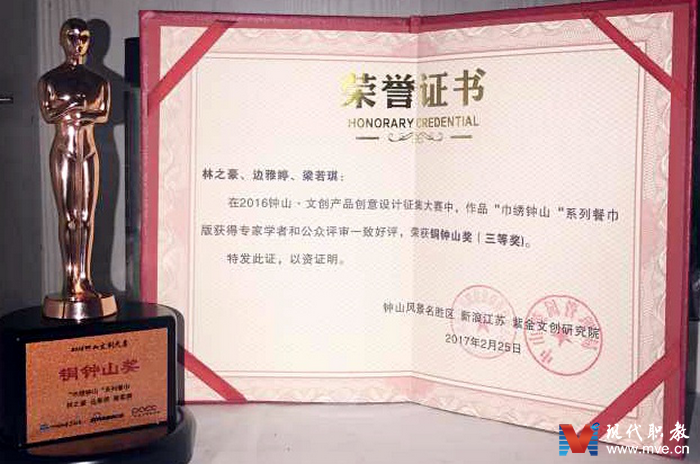 荣誉证书
HONORARY CREDENTIAL
林之豪、边雅婷、梁若琪：
在2016钟山·文创产品创意设计征集大赛中，作品“巾绣钟山“系列餐巾
版获得专家学者和公众评审一致好评，荣获铜钟山奖（三等奖）。
特发此证，以资证明。
钟山风景名胜区 新浪江苏 紫金文创研究院
2017年2月25日
铜钟山奖
“巾绣钟山“系列餐巾
林之豪 边雅婷 梁若琪
现代职教
www.mve.cn